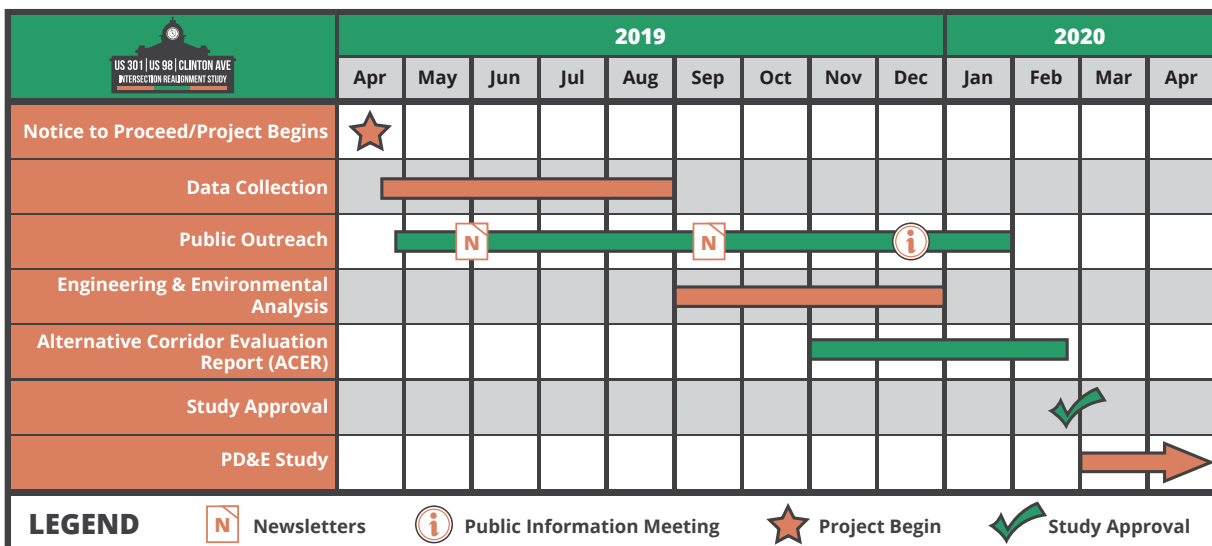 2019 2020
US 301 | US 98 | CLINTON AVE
INTERSECTION REALIGNMENT STUDY
Apr May Jun Jul Aug Sep Oct Nov Dec Jan Feb Mar Apr
Notice to Proceed/Project Begins
Data Collection
Public Outreach
N N i
Engineering & Environmental
Analysis
Alternative Corridor Evaluation
Report (ACER)
Study Approval
PD&E Study
LEGEND N Newsletters i Public Information Meeting Project Begin Study Approval